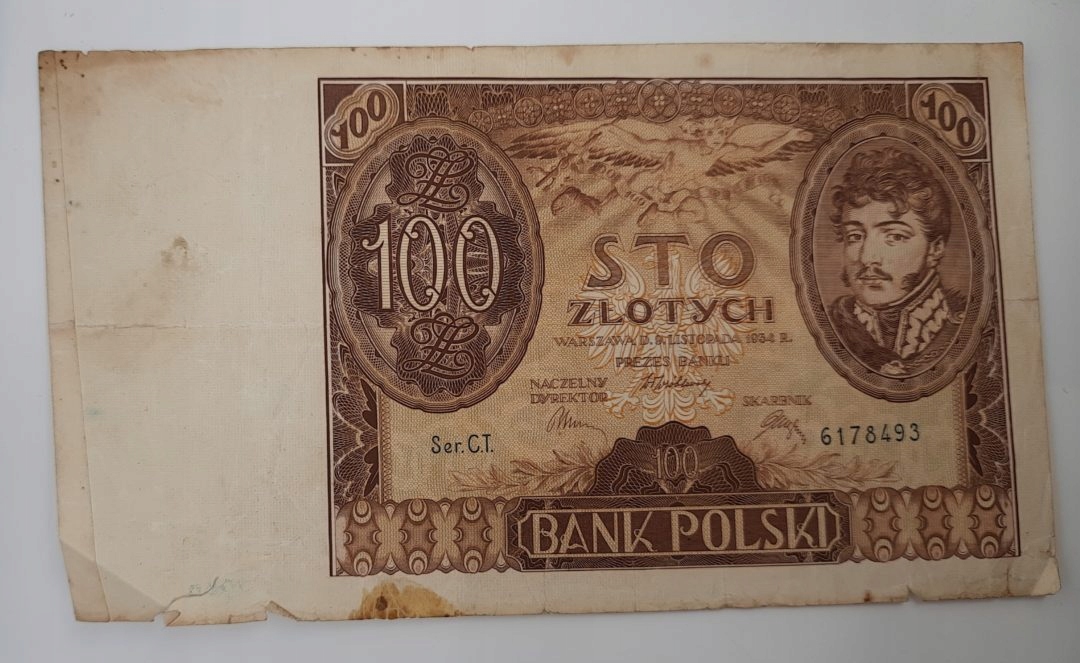 100
100
100
STO
ZŁOTYCH
WARSZAWA D. 9. LISTOPADA 1934 R.
PREZES BANKU
NACZELNY
DYREKTOR
SKARBNIK
Ser. C.T.
6178493
100
BANK POLSKI